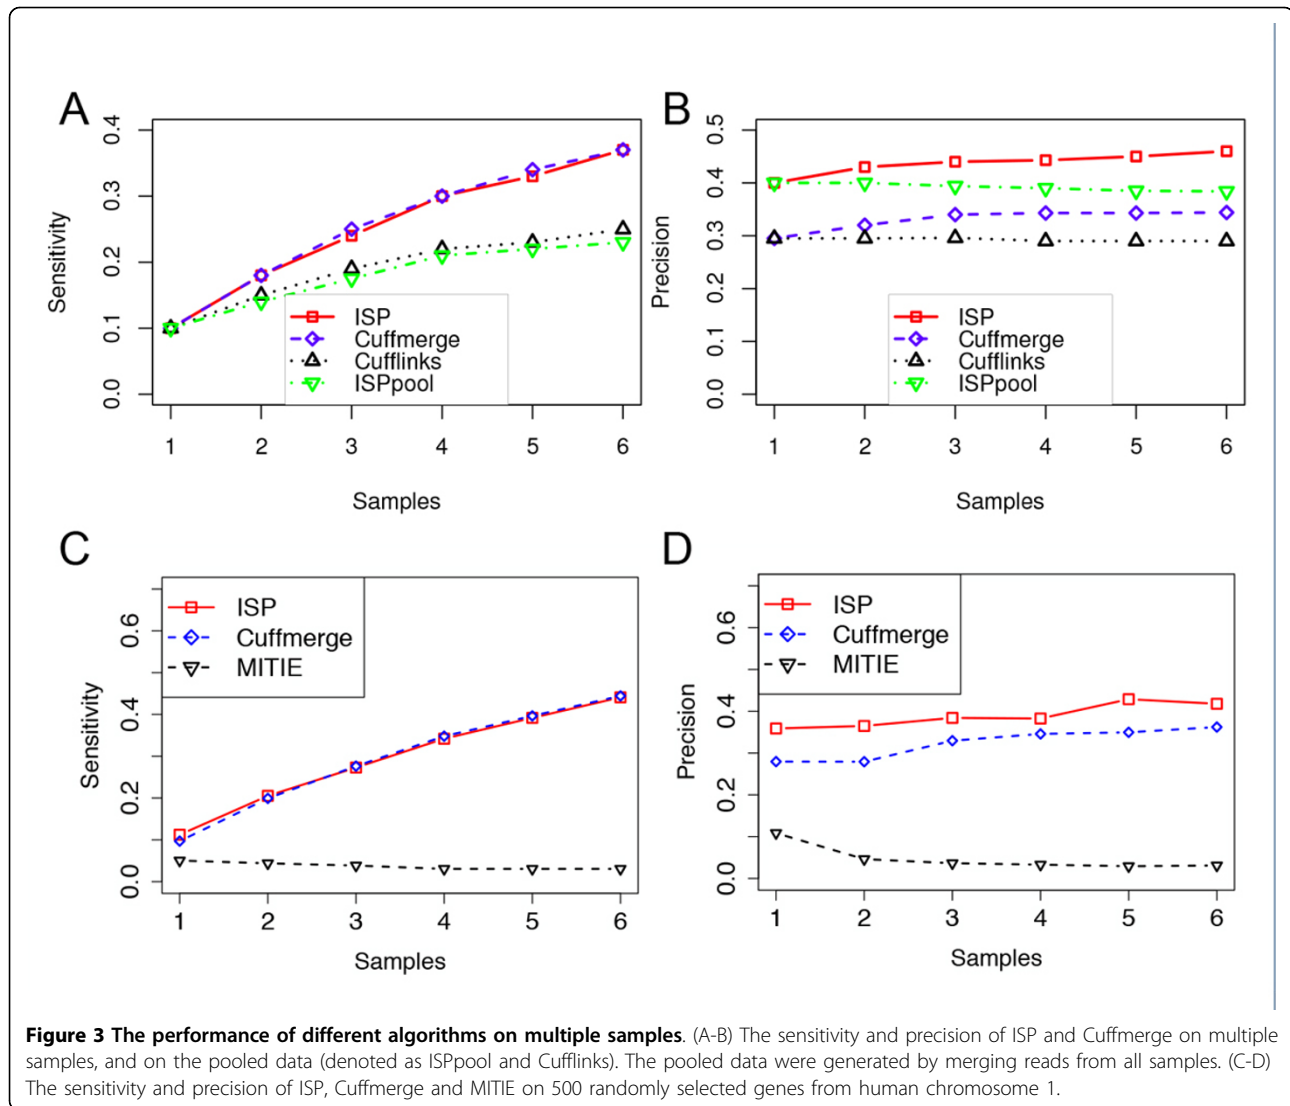 A
B
Sensitivity
0.4
0.3
0.2
0.1
0.0
ISP
Cuffmerge
Cufflinks
ISPpool
1 2 3 4 5 6
Samples
Precision
0.5
0.4
0.3
0.2
0.1
0.0
ISP
Cuffmerge
Cufflinks
ISPpool
1 2 3 4 5 6
Samples
C
D
Sensitivity
0.6
0.4
0.2
0.0
ISP
Cuffmerge
MITIE
1 2 3 4 5 6
Samples
Precision
0.6
0.4
0.2
0.0
ISP
Cuffmerge
MITIE
1 2 3 4 5 6
Samples
Figure 3 The performance of different algorithms on multiple samples. (A-B) The sensitivity and precision of ISP and Cuffmerge on multiple
samples, and on the pooled data (denoted as ISPpool and Cufflinks). The pooled data were generated by merging reads from all samples. (C-D)
The sensitivity and precision of ISP, Cuffmerge and MITIE on 500 randomly selected genes from human chromosome 1.